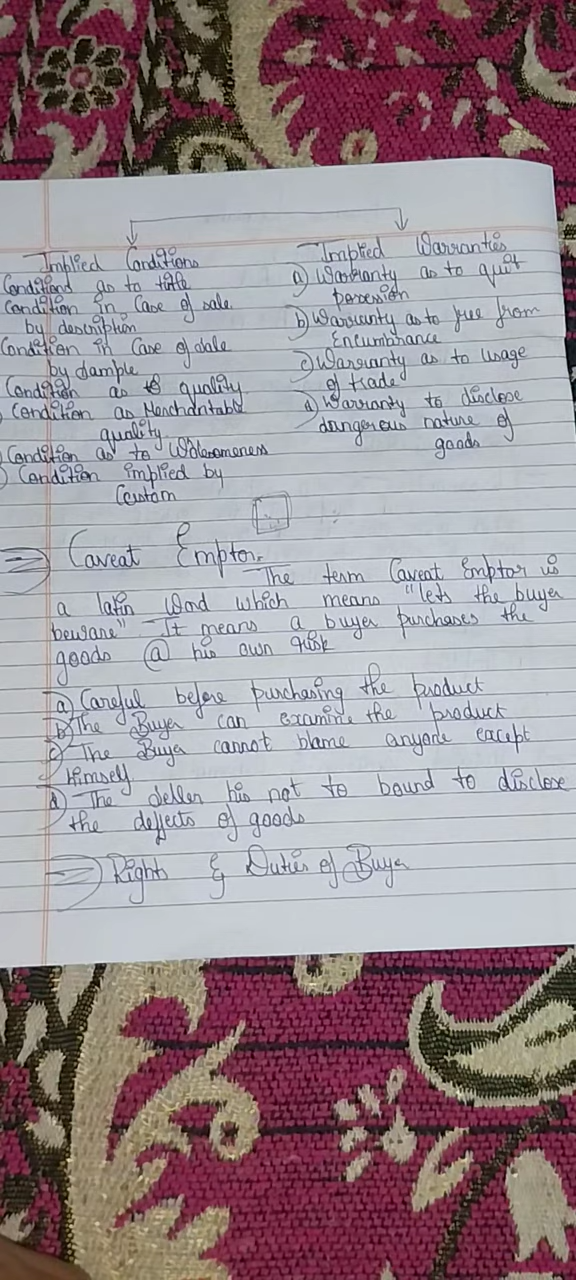 Implied Conditions
Condition as to title
Condition in Case of sale
by description
Condition in Case of sale
by sample
Condition as to quality
Condition as Merchantable
quality
Condition as to Wolesomeness
Condition implied by
Custom
Implied Warranties
a) Warranty as to quit
possession
b) Warranty as to free from
Encumbrance
c) Warranty as to usage
of trade
d) Warranty to disclose
dangerous nature of
goods
Caveat Emptor.
The term Caveat Emptor is
a latin Word which means "lets the buyer
beware" It means a buyer purchases the
goods @ his own risk
a) Careful before purchasing the product
b) The Buyer can examine the product
c) The Buyer cannot blame anyone except
himself
d) The seller his not to bound to disclose
the deffects of goods
Right & Duties of Buyer